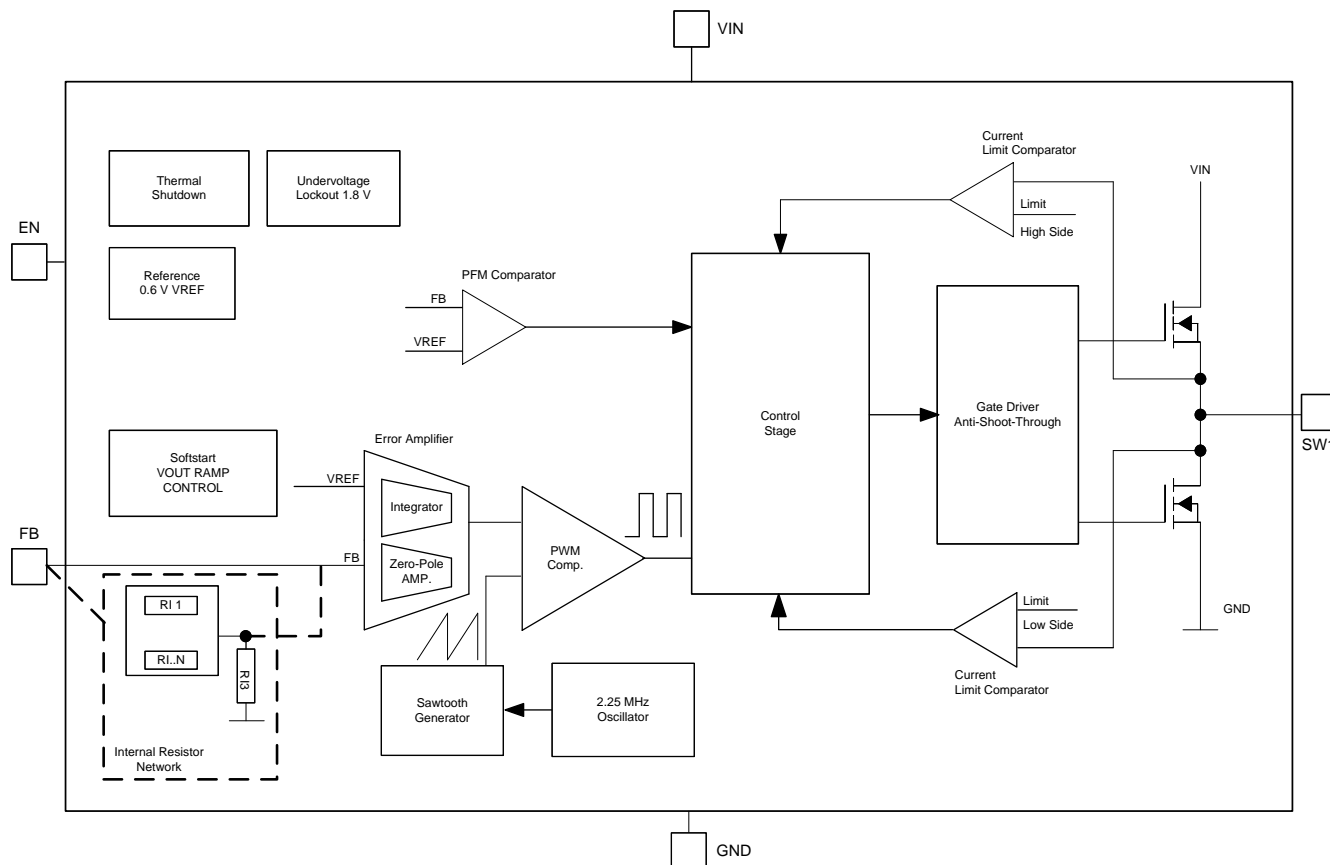 VIN
Current
Limit Comparator
Thermal
Shutdown
Undervoltage
Lockout 1.8 V
VIN
Limit
High Side
EN
Reference
0.6 V VREF
PFM Comparator
FB
VREF
Control
Stage
Gate Driver
Anti-Shoot-Through
SW1
Softstart
VOUT RAMP
CONTROL
Error Amplifier
VREF
Integrator
FB
FB
Zero-Pole
AMP.
PWM
Comp.
RI 1
RI..N
RI3
Internal Resistor
Network
Sawtooth
Generator
2.25 MHz
Oscillator
Limit
Low Side
Current
Limit Comparator
GND
GND